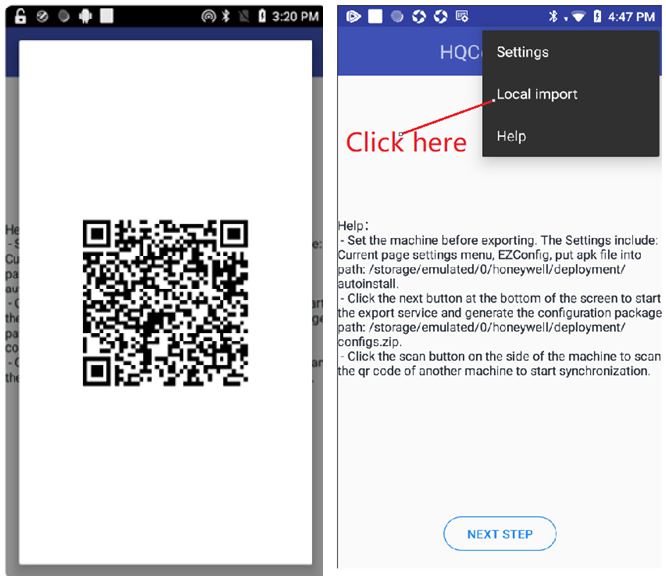 3:20 PM
He
- S
Cu
pa
au
- C
the
pa
co
- C
the
4:47 PM
HQC
Settings
Local import
Help
Click here
Help:
- Set the machine before exporting. The Settings include:
Current page settings menu, EZConfig, put apk file into
path: /storage/emulated/0/honeywell/deployment/
autoinstall.
- Click the next button at the bottom of the screen to start
the export service and generate the configuration package
path: /storage/emulated/0/honeywell/deployment/
configs.zip.
- Click the scan button on the side of the machine to scan
the qr code of another machine to start synchronization.
NEXT STEP